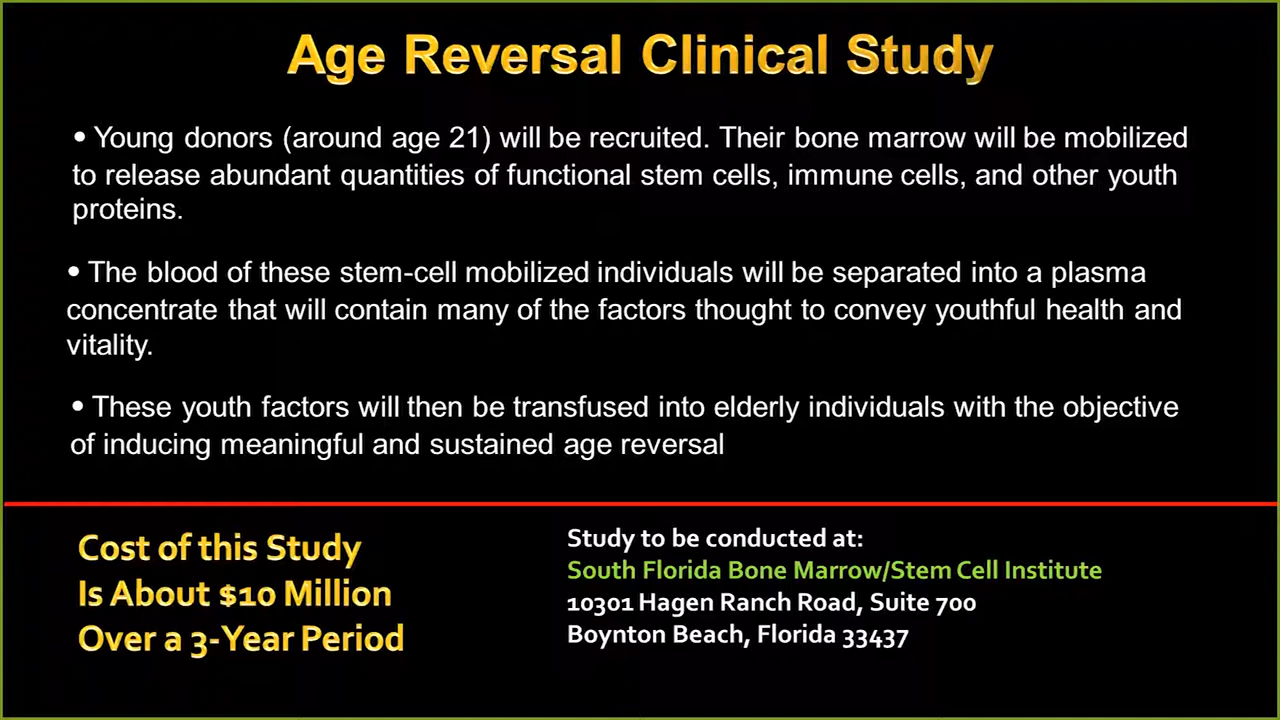 Age Reversal Clinical Study
• Young donors (around age 21) will be recruited. Their bone marrow will be mobilized
to release abundant quantities of functional stem cells, immune cells, and other youth
proteins.
• The blood of these stem-cell mobilized individuals will be separated into a plasma
concentrate that will contain many of the factors thought to convey youthful health and
vitality.
• These youth factors will then be transfused into elderly individuals with the objective
of inducing meaningful and sustained age reversal
Cost of this Study
Is About $10 Million
Over a 3-Year Period
Study to be conducted at:
South Florida Bone Marrow/Stem Cell Institute
10301 Hagen Ranch Road, Suite 700
Boynton Beach, Florida 33437